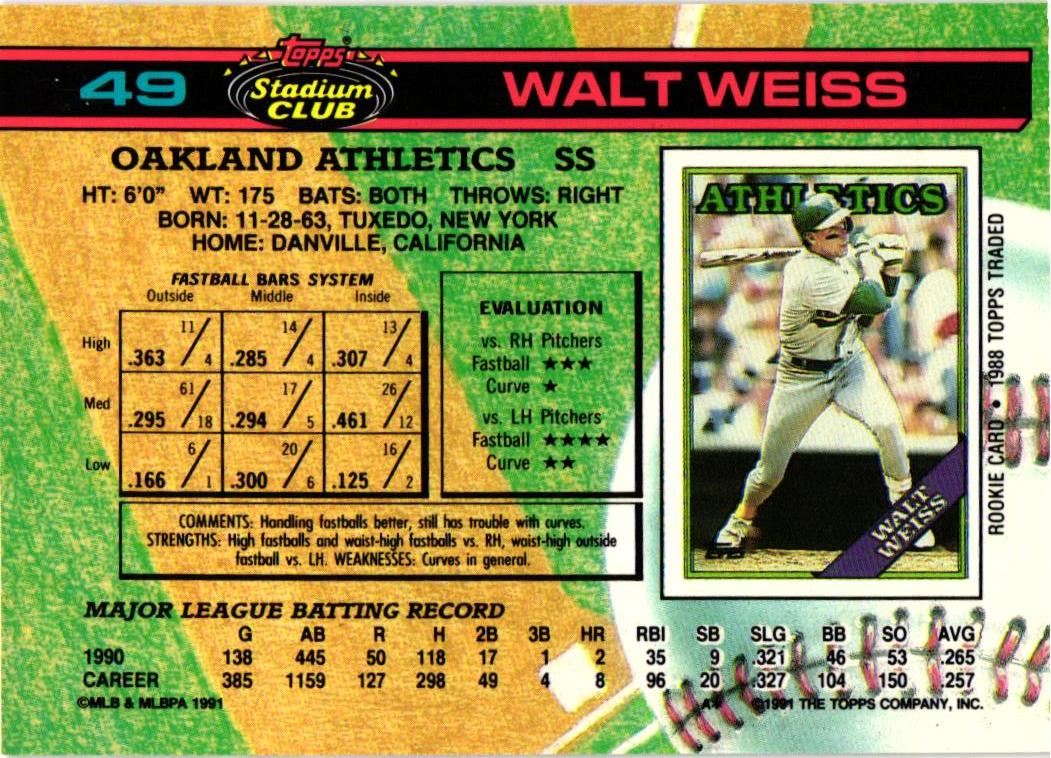 49
Topps®
Stadium
CLUB
WALT WEISS
OAKLAND ATHLETICS SS
HT: 6'0" WT: 175 BATS: BOTH THROWS: RIGHT
BORN: 11-28-63, TUXEDO, NEW YORK
HOME: DANVILLE, CALIFORNIA
FASTBALL BARS SYSTEM
Outside Middle Inside
High .363 11/4 .285 14/4 .307 13/4
Med .295 61/18 .294 17/5 .461 26/12
Low .166 6/1 .300 20/6 .125 16/2
EVALUATION
vs. RH Pitchers
Fastball ★★★
Curve ★
vs. LH Pitchers
Fastball ★★★★
Curve ★★
COMMENTS: Handling fastballs better, still has trouble with curves.
STRENGTHS: High fastballs and waist-high fastballs vs. RH, waist-high outside
fastball vs. LH. WEAKNESSES: Curves in general.
ATHLETICS
WALT
WEISS
ROOKIE CARD • 1988 TOPPS TRADED
MAJOR LEAGUE BATTING RECORD
G AB R H 2B 3B HR RBI SB SLG BB SO AVG
1990 138 445 50 118 17 1 2 35 9 .321 46 53 .265
CAREER 385 1159 127 298 49 4 8 96 20 .327 104 150 .257
©MLB & MLBPA 1991 A* ©1991 THE TOPPS COMPANY, INC.